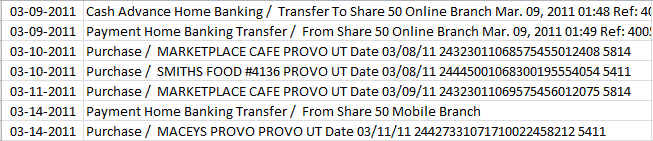 03-09-2011 Cash Advance Home Banking / Transfer To Share 50 Online Branch Mar. 09, 2011 01:48 Ref: 40
03-09-2011 Payment Home Banking Transfer / From Share 50 Online Branch Mar. 09, 2011 01:49 Ref: 4005
03-10-2011 Purchase / MARKETPLACE CAFE PROVO UT Date 03/08/11 24323011068575455012408 5814
03-10-2011 Purchase / SMITHS FOOD #4136 PROVO UT Date 03/08/11 24445001068300195554054 5411
03-11-2011 Purchase / MARKETPLACE CAFE PROVO UT Date 03/09/11 24323011069575456012075 5814
03-14-2011 Payment Home Banking Transfer / From Share 50 Mobile Branch
03-14-2011 Purchase / MACEYS PROVO PROVO UT Date 03/11/11 24427331071710022458212 5411